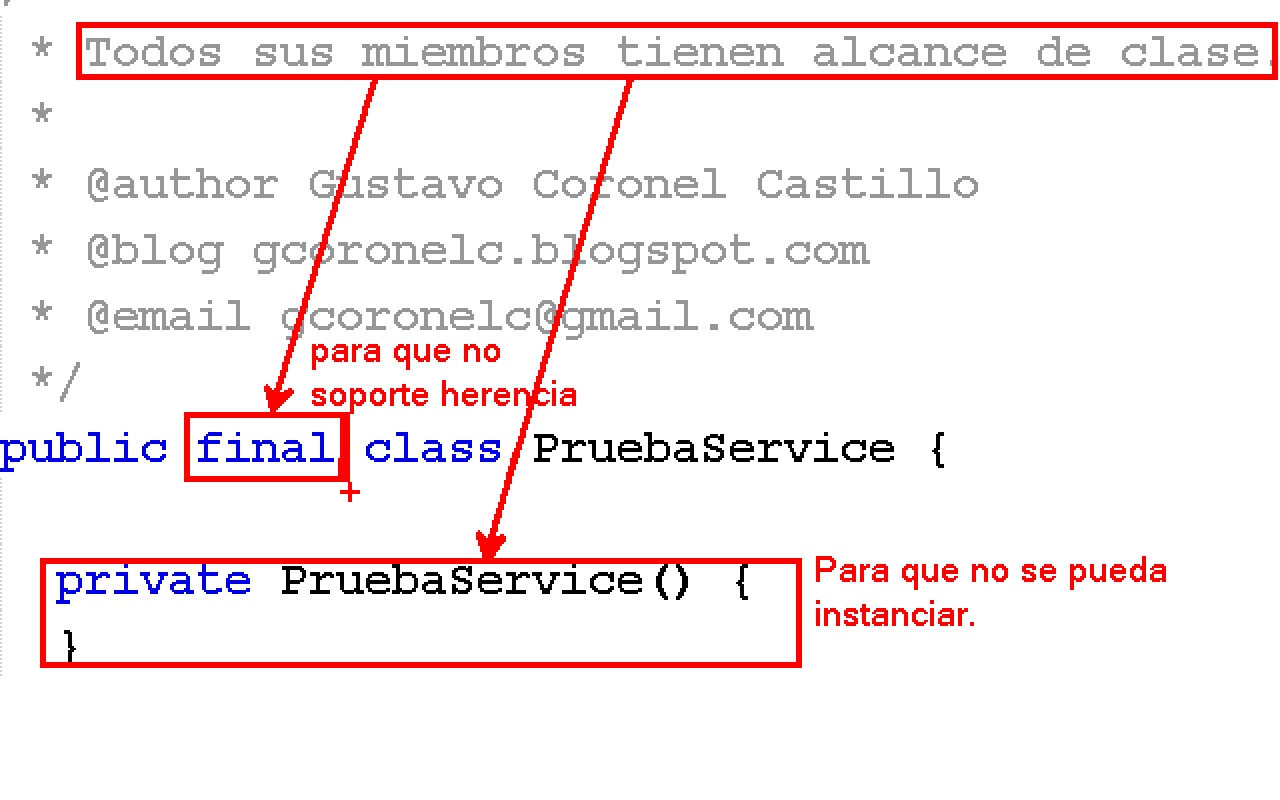 * Todos sus miembros tienen alcance de clase.
*
* @author Gustavo Coronel Castillo
* @blog gcoronelc.blogspot.com
* @email gcoronelc@gmail.com
*/
para que no
soporte herencia
public final class PruebaService {
private PruebaService() {
}
Para que no se pueda
instanciar.